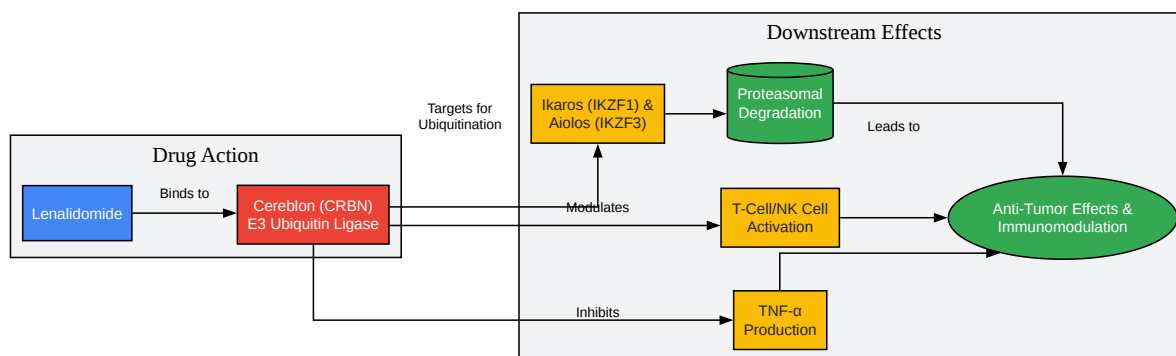 Downstream Effects
Targets for
Ubiquitination
Ikaros (IKZF1) &
Aiolos (IKZF3)
Proteasomal
Degradation
Leads to
Drug Action
Lenalidomide
Binds to
Cereblon (CRBN)
E3 Ubiquitin Ligase
Modulates
T-Cell/NK Cell
Activation
Anti-Tumor Effects &
Immunomodulation
Inhibits
TNF-α
Production